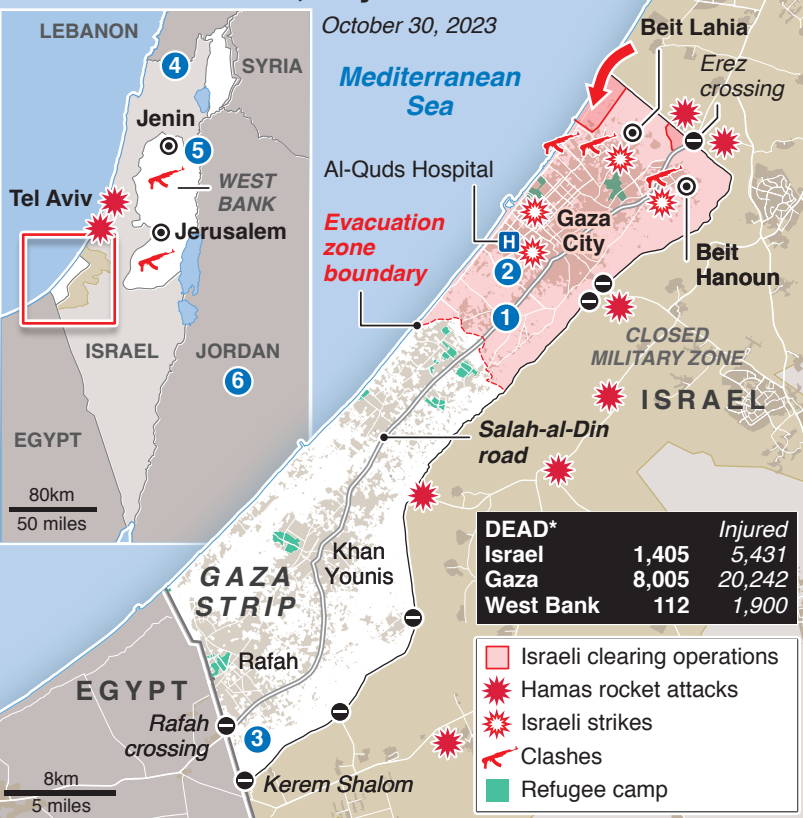 October 30, 2023
LEBANON
SYRIA
4
Jenin
5
WEST
BANK
Tel Aviv
Jerusalem
ISRAEL
JORDAN
6
EGYPT
80km
50 miles
Mediterranean
Sea
Beit Lahia
Erez
crossing
Al-Quds Hospital
H
Evacuation
zone
boundary
Gaza
City
2
1
Beit
Hanoun
CLOSED
MILITARY ZONE
ISRAEL
Salah-al-Din
road
Khan
Younis
GAZA
STRIP
Rafah
EGYPT
Rafah
crossing
3
Kerem Shalom
8km
5 miles
DEAD* Injured
Israel 1,405 5,431
Gaza 8,005 20,242
West Bank 112 1,900
Israeli clearing operations
Hamas rocket attacks
Israeli strikes
Clashes
Refugee camp